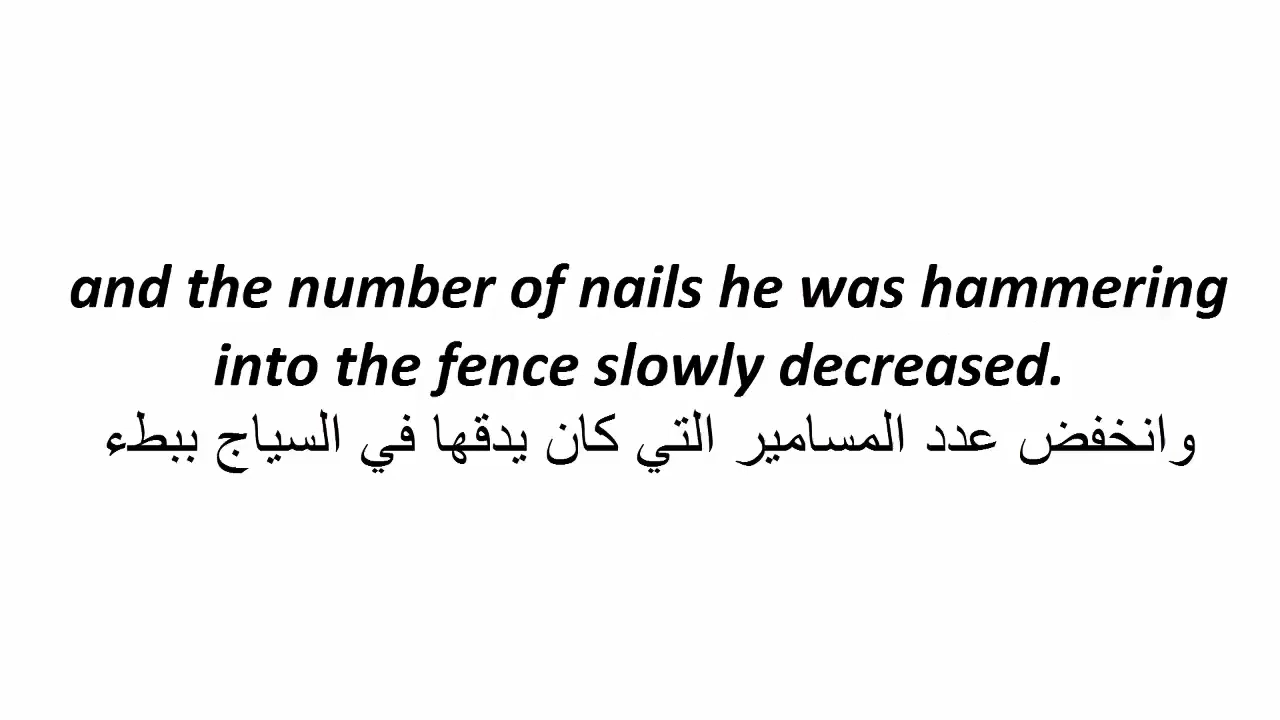 and the number of nails he was hammering
into the fence slowly decreased.
وانخفض عدد المسامير التي كان يدقها في السياج ببطء